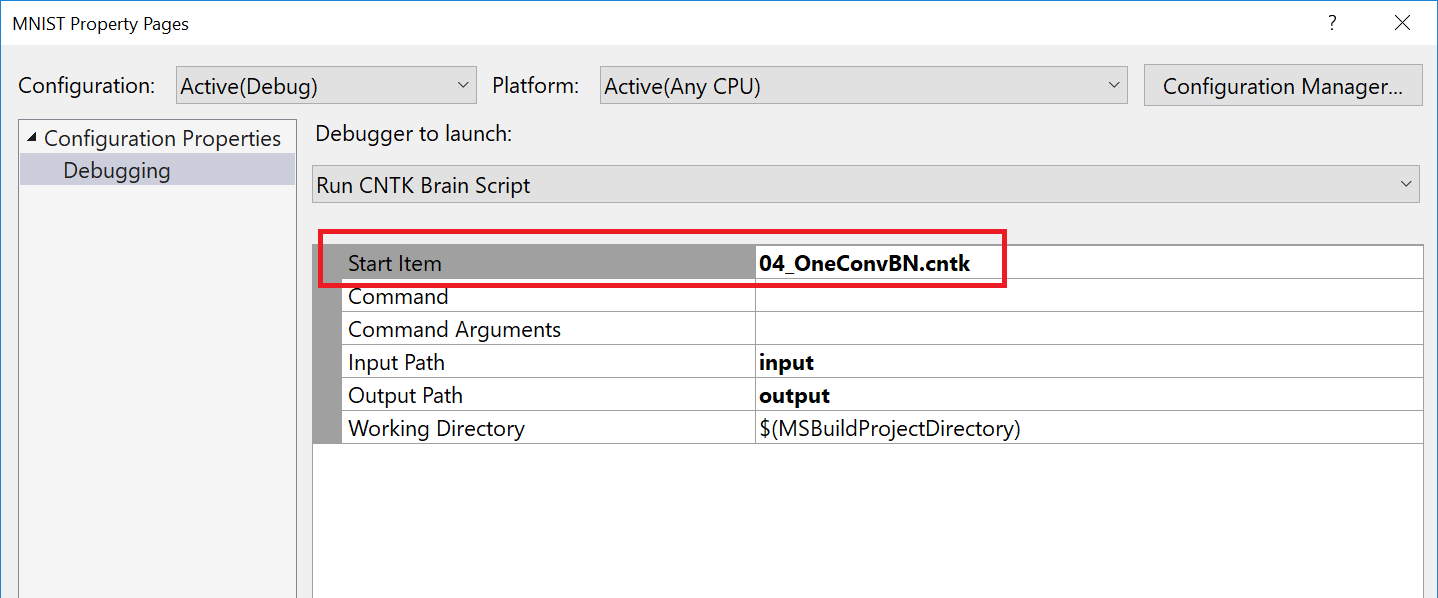 MNIST Property Pages ?
Configuration: Active(Debug) Platform: Active(Any CPU) Configuration Manager...
Configuration Properties
Debugging
Debugger to launch:
Run CNTK Brain Script
Start Item 04_OneConvBN.cntk
Command
Command Arguments
Input Path input
Output Path output
Working Directory $(MSBuildProjectDirectory)